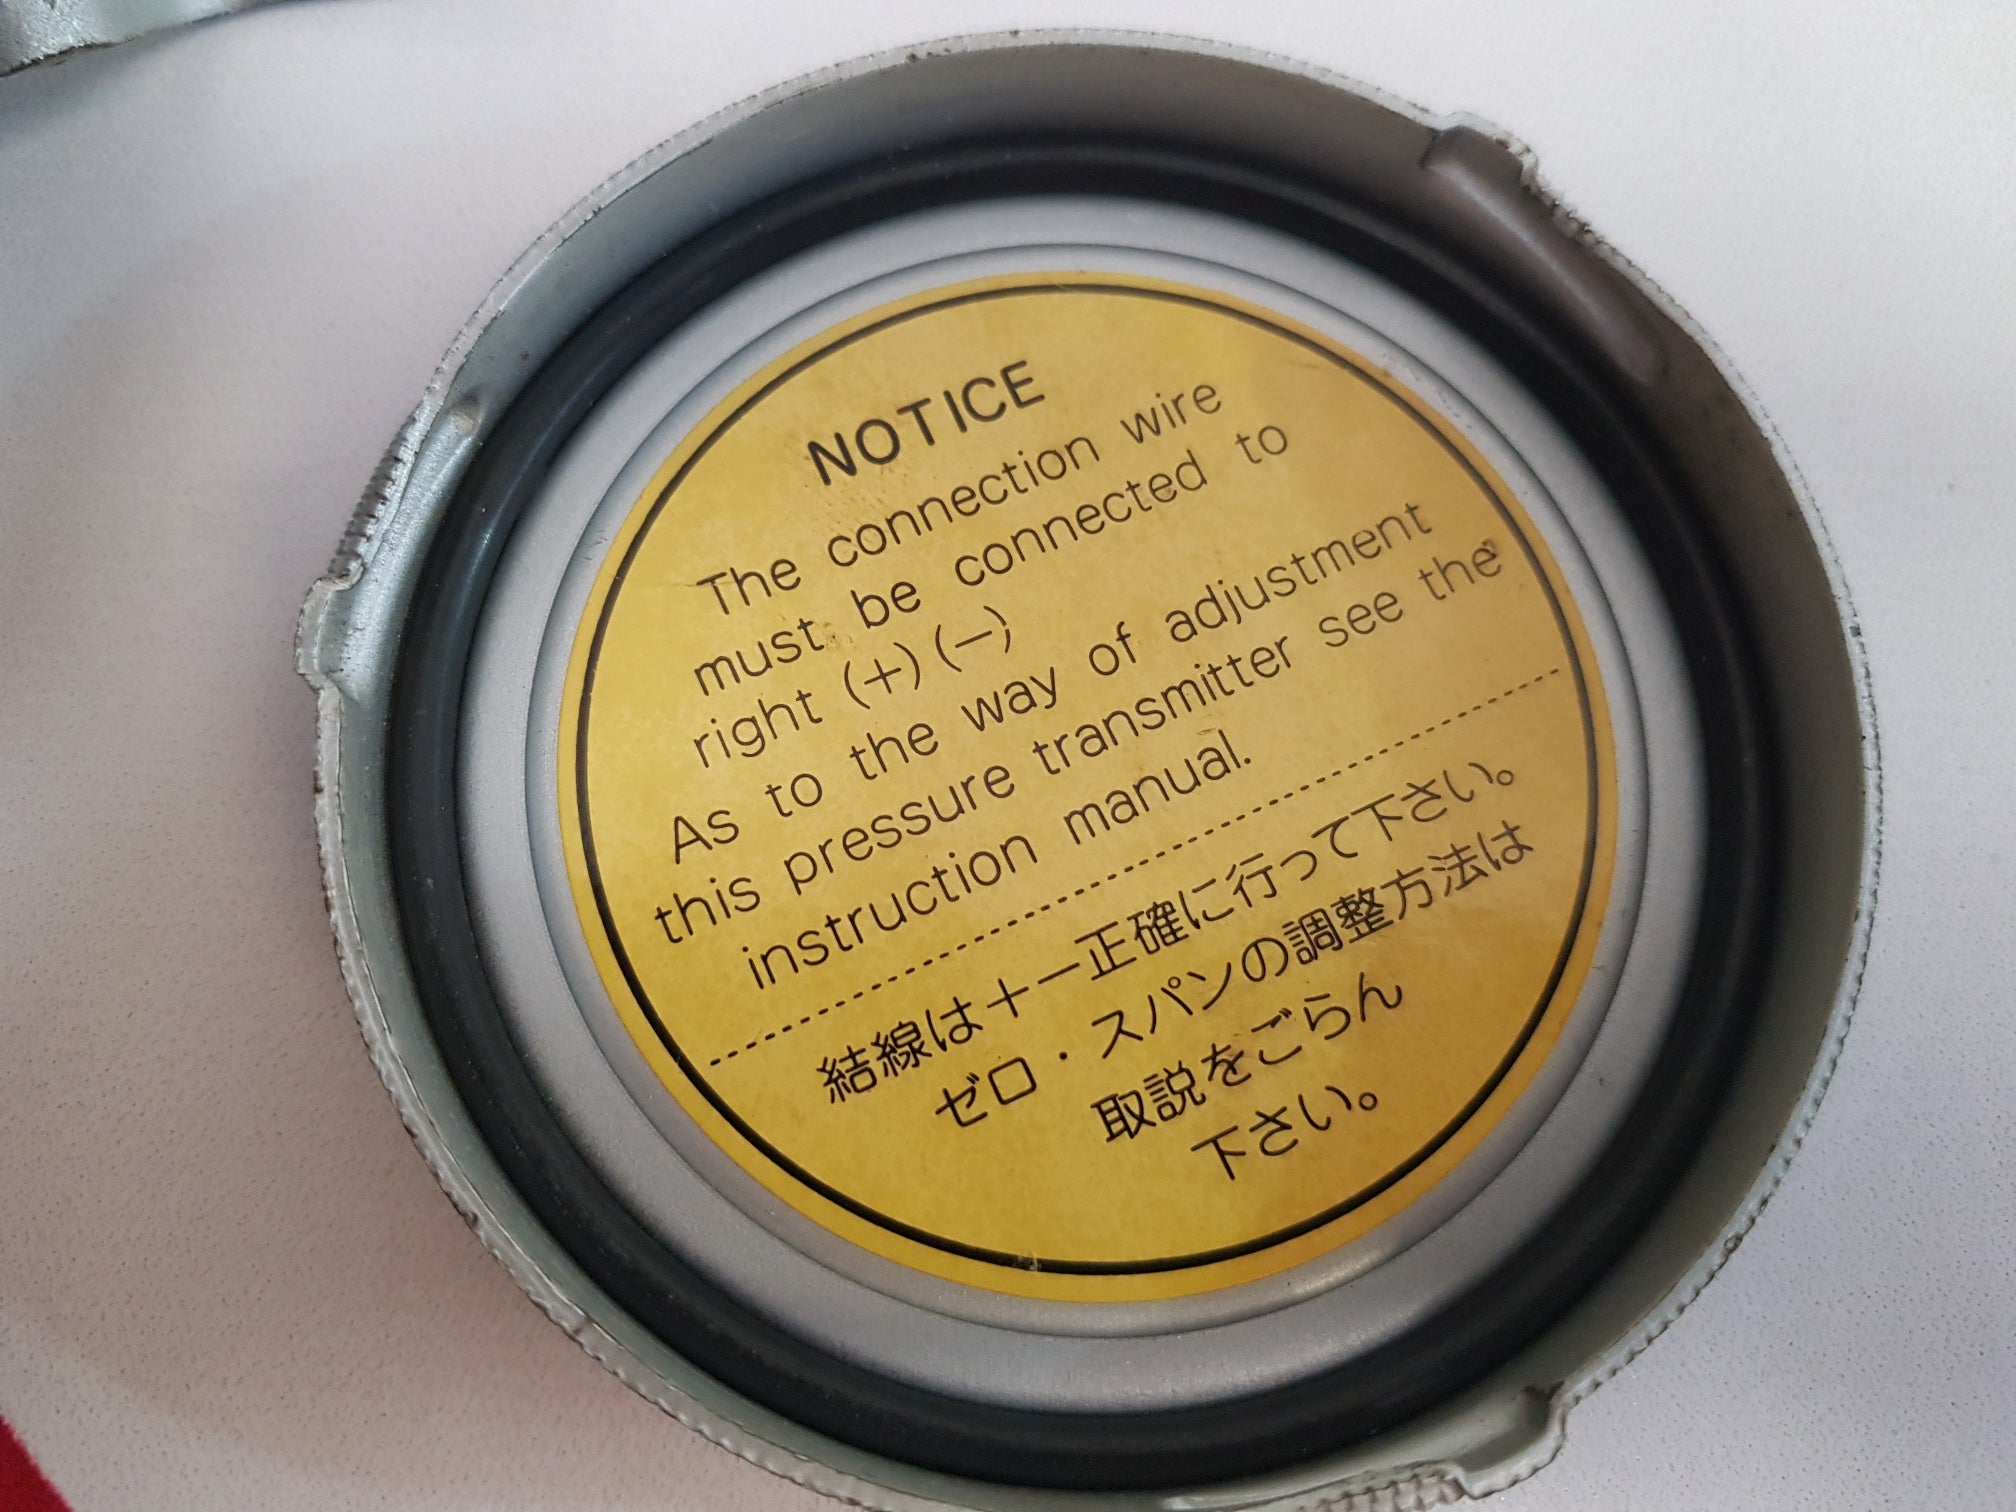 NOTICE
The connection wire
must be connected to
right (+) (−)
As to the way of adjustment
this pressure transmitter see the
instruction manual.
結線は＋－正確に行って下さい。
ゼロ・スパンの調整方法は
取説をごらん
下さい。